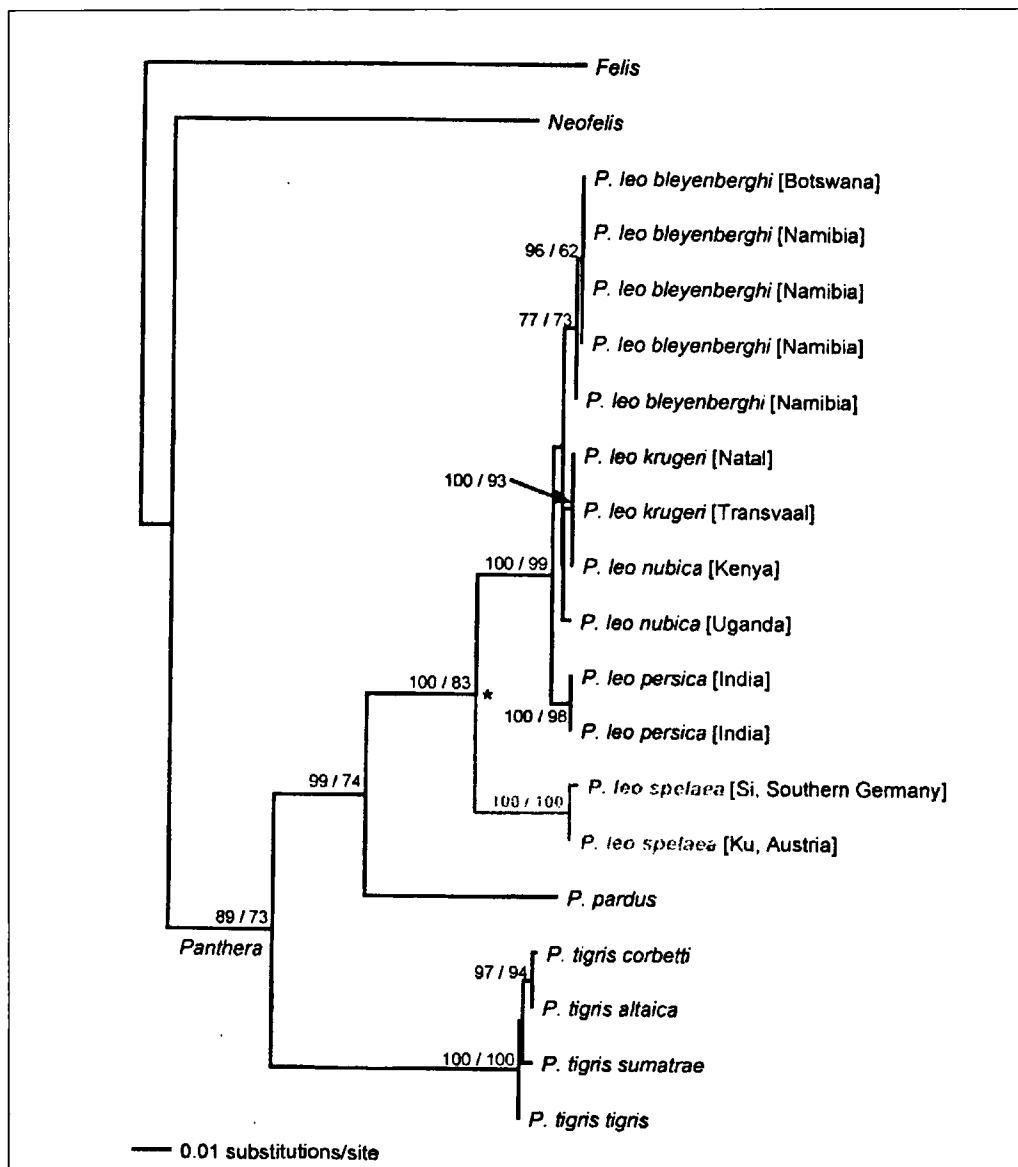 Felis
Neofelis
P. leo bleyenberghi [Botswana]
P. leo bleyenberghi [Namibia]
96 / 62
P. leo bleyenberghi [Namibia]
77 / 73
P. leo bleyenberghi [Namibia]
P. leo bleyenberghi [Namibia]
P. leo krugeri [Natal]
100 / 93
P. leo krugeri [Transvaal]
100 / 99
P. leo nubica [Kenya]
P. leo nubica [Uganda]
100 / 83 *
P. leo persica [India]
100 / 98
P. leo persica [India]
99 / 74
P. leo spelaea [Si, Southern Germany]
100 / 100
P. leo spelaea [Ku, Austria]
P. pardus
89 / 73
Panthera
P. tigris corbetti
97 / 94
P. tigris altaica
100 / 100
P. tigris sumatrae
P. tigris tigris
0.01 substitutions/site